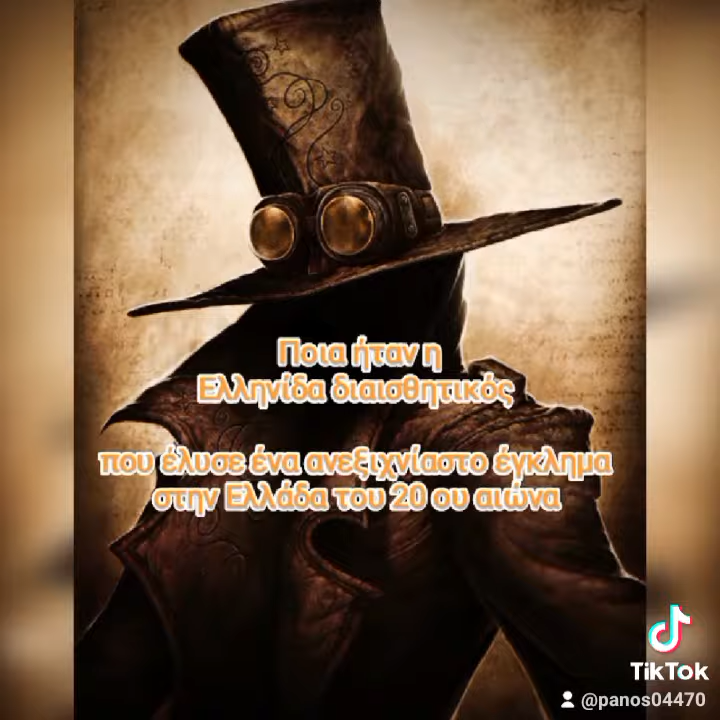 Ποια ήταν η
Ελληνίδα διαισθητικός
που έλυσε ένα ανεξιχνίαστο έγκλημα
στην Ελλάδα του 20 ου αιώνα
TikTok
@panos04470